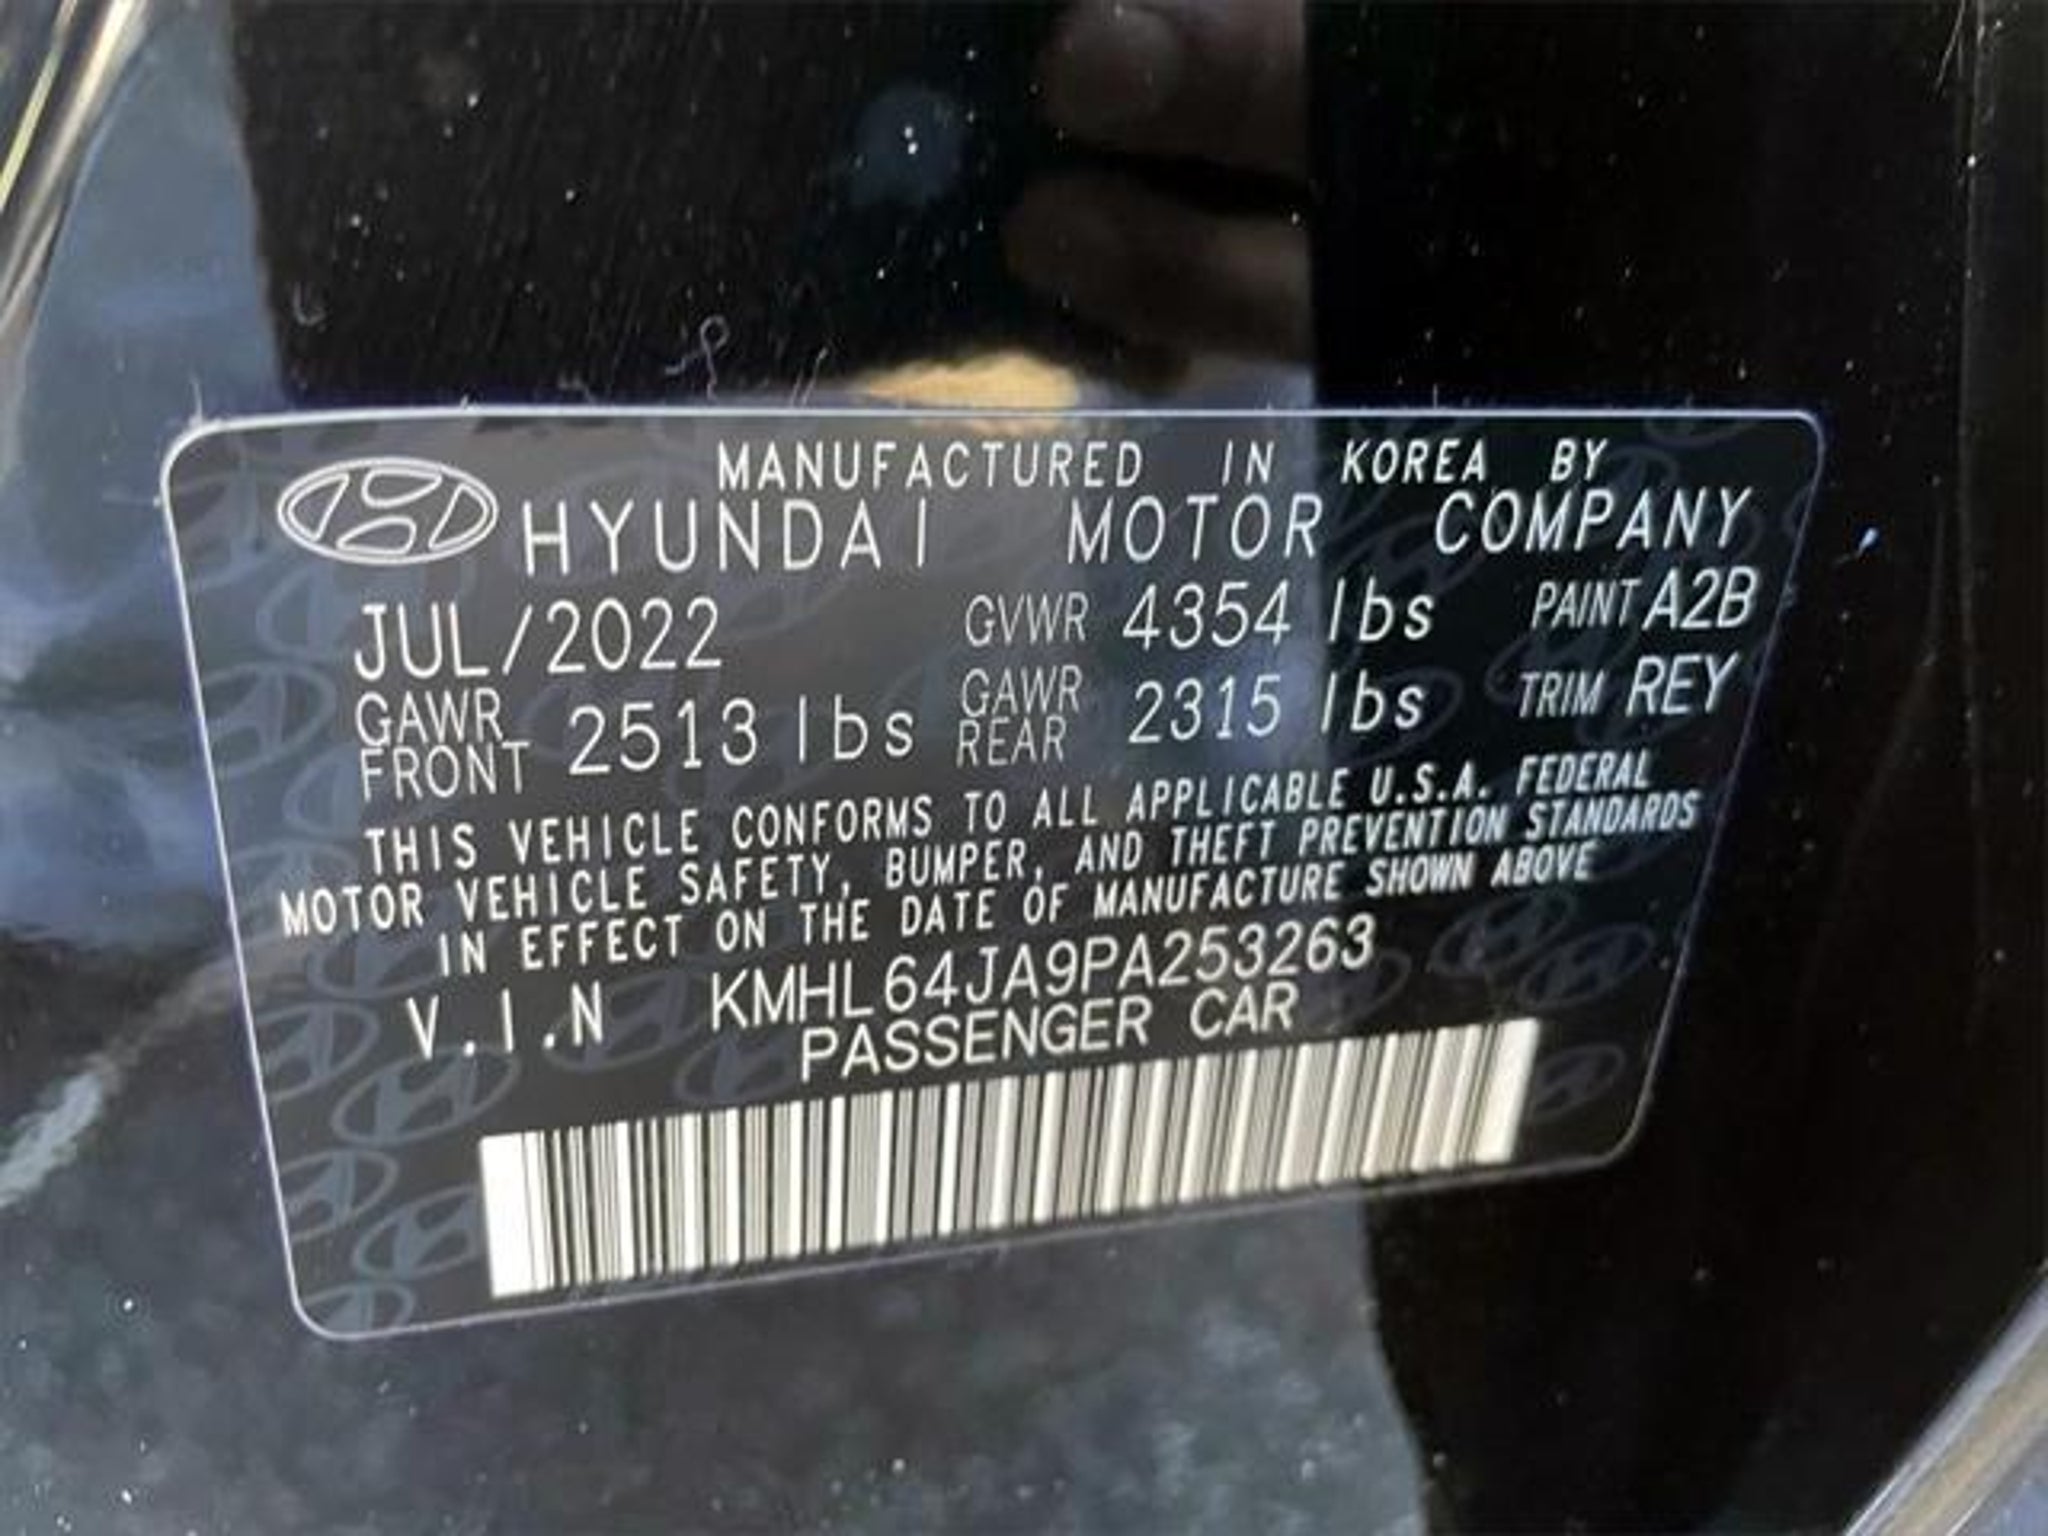 MANUFACTURED IN KOREA BY
HYUNDAI MOTOR COMPANY
JUL/2022 GVWR 4354 lbs PAINT A2B
GAWR FRONT 2513 lbs GAWR REAR 2315 lbs TRIM REY
THIS VEHICLE CONFORMS TO ALL APPLICABLE U.S.A. FEDERAL
MOTOR VEHICLE SAFETY, BUMPER, AND THEFT PREVENTION STANDARDS
IN EFFECT ON THE DATE OF MANUFACTURE SHOWN ABOVE
V.I.N KMHL64JA9PA253263
PASSENGER CAR